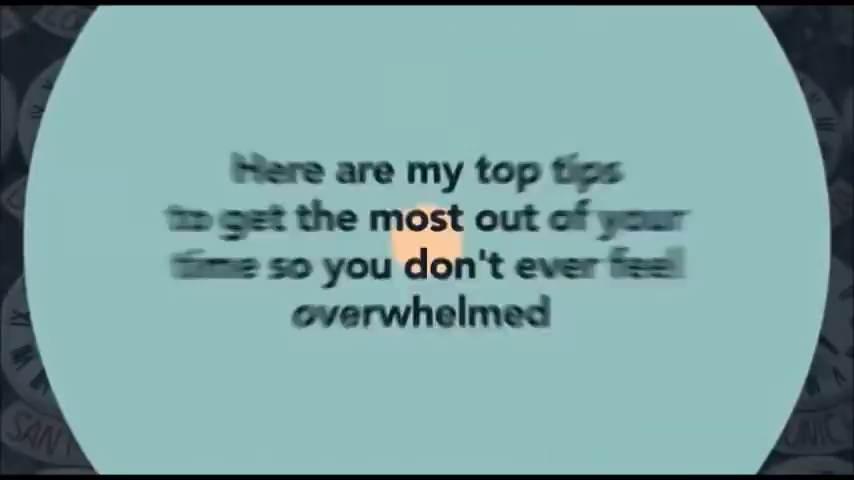 Here are my top tips
to get the most out of your
time so you don't ever feel
overwhelmed